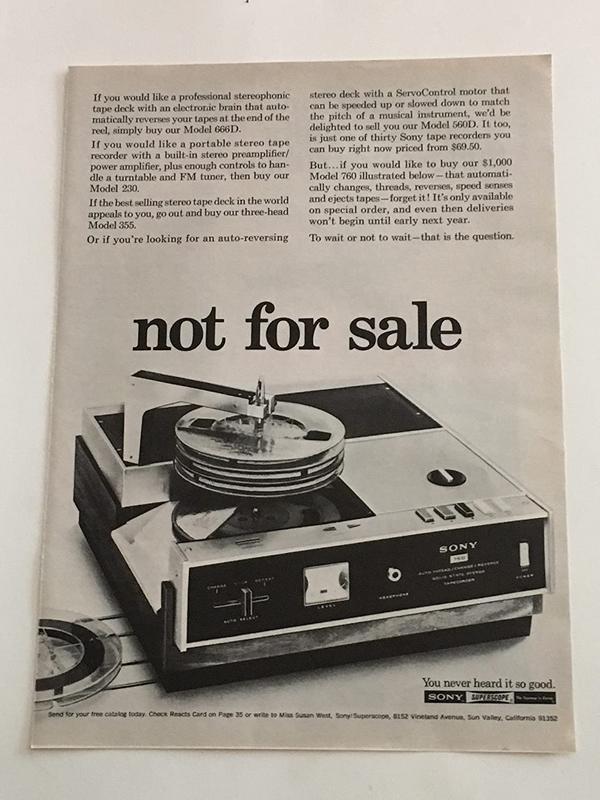 If you would like a professional stereophonic
tape deck with an electronic brain that auto-
matically reverses your tapes at the end of the
reel, simply buy our Model 666D.
If you would like a portable stereo tape
recorder with a built-in stereo preamplifier/
power amplifier, plus enough controls to han-
dle a turntable and FM tuner, then buy our
Model 230.
If the best selling stereo tape deck in the world
appeals to you, go out and buy our three-head
Model 355.
Or if you're looking for an auto-reversing
stereo deck with a ServoControl motor that
can be speeded up or slowed down to match
the pitch of a musical instrument, we'd be
delighted to sell you our Model 560D. It too,
is just one of thirty Sony tape recorders you
can buy right now priced from $69.50.
But...if you would like to buy our $1,000
Model 760 illustrated below—that automati-
cally changes, threads, reverses, speed senses
and ejects tapes—forget it! It's only available
on special order, and even then deliveries
won't begin until early next year.
To wait or not to wait—that is the question.
not for sale
SONY
760
AUTO THREAD/CHANGE/REVERSE
SOLID STATE STEREO
TAPECORDER
POWER
CHANGE REPEAT
AUTO SELECT
LEVEL
HEADPHONE
You never heard it so good.
SONY SUPERSCOPE
Send for your free catalog today. Check Reacts Card on Page 35 or write to Miss Susan West, Sony/Superscope, 8152 Vineland Avenue, Sun Valley, California 91352